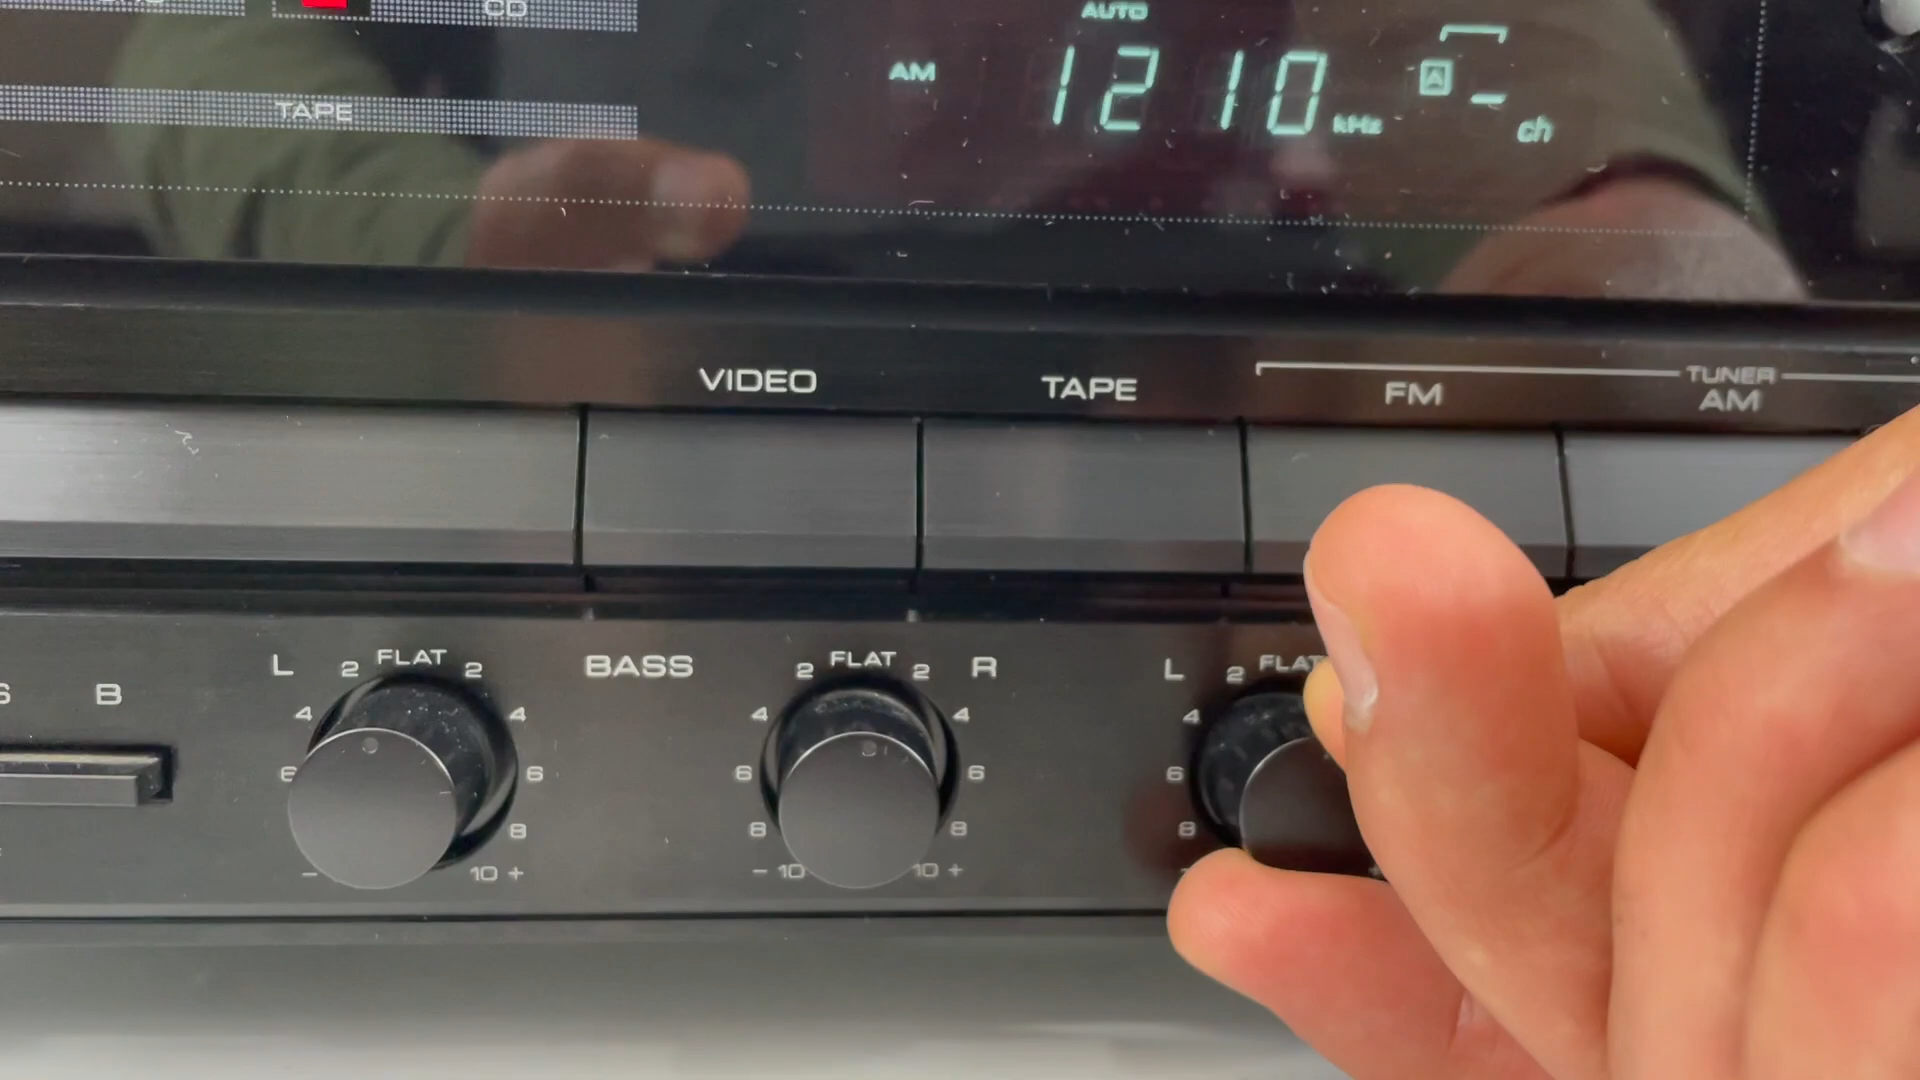 CD
AUTO
AM 1210 kHz A - ch
TAPE
VIDEO TAPE FM TUNER AM
B
L 2 FLAT 2 BASS 2 FLAT 2 R L 2 FLAT
4 4 4 4 4
6 6 6 6 6
8 8 8 8
- 10 + - 10 10 +